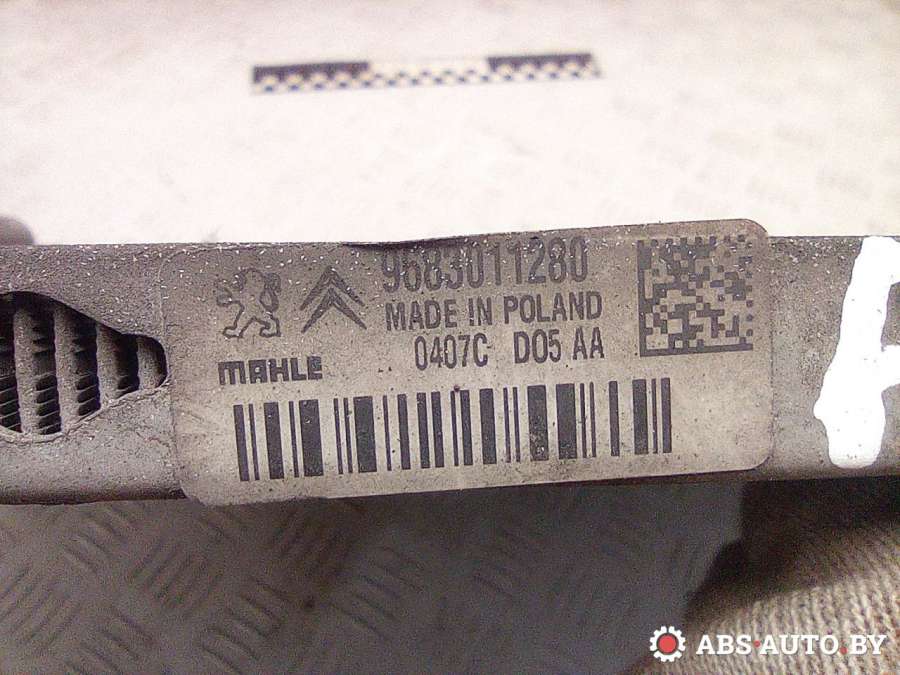 9683011280
MADE IN POLAND
0407C D05 AA
MAHLE
ABS-AUTO.BY